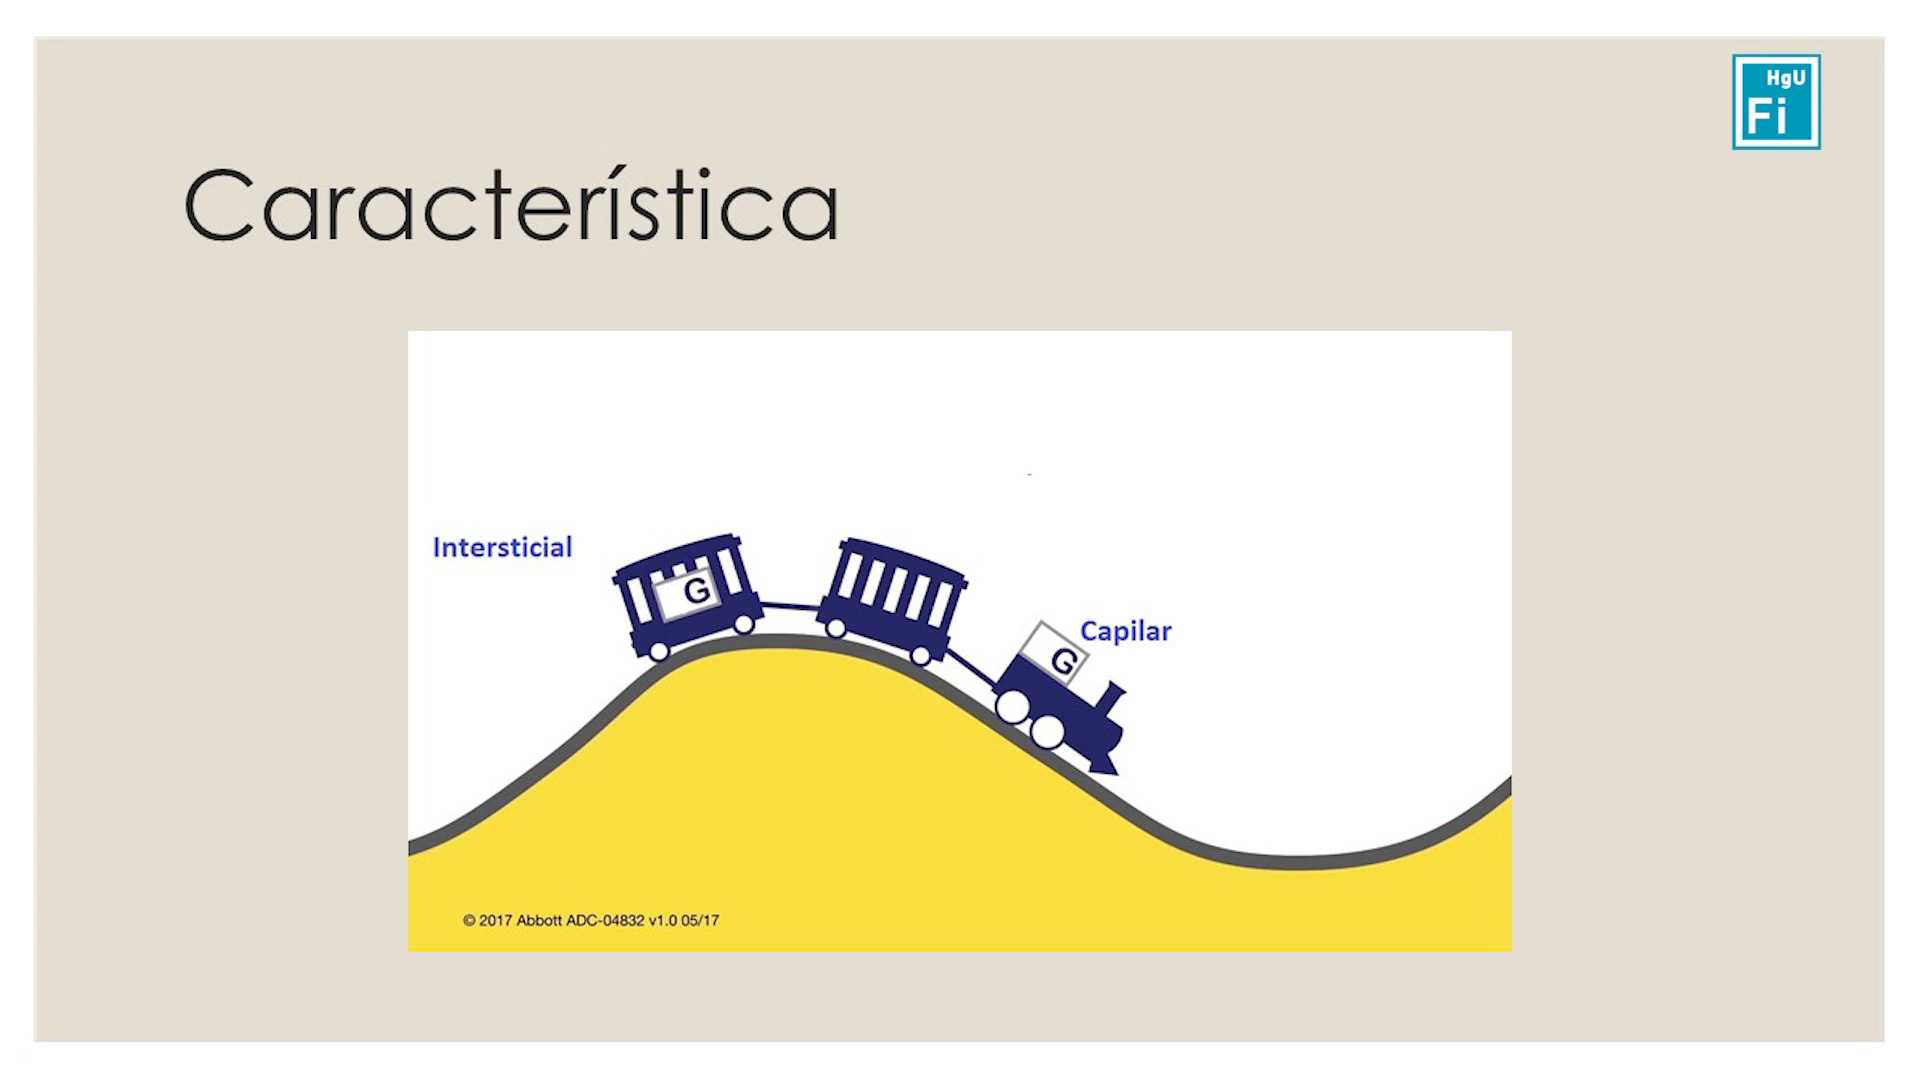 HgU
Fi
Característica
Intersticial
G
Capilar
G
© 2017 Abbott ADC-04832 v1.0 05/17